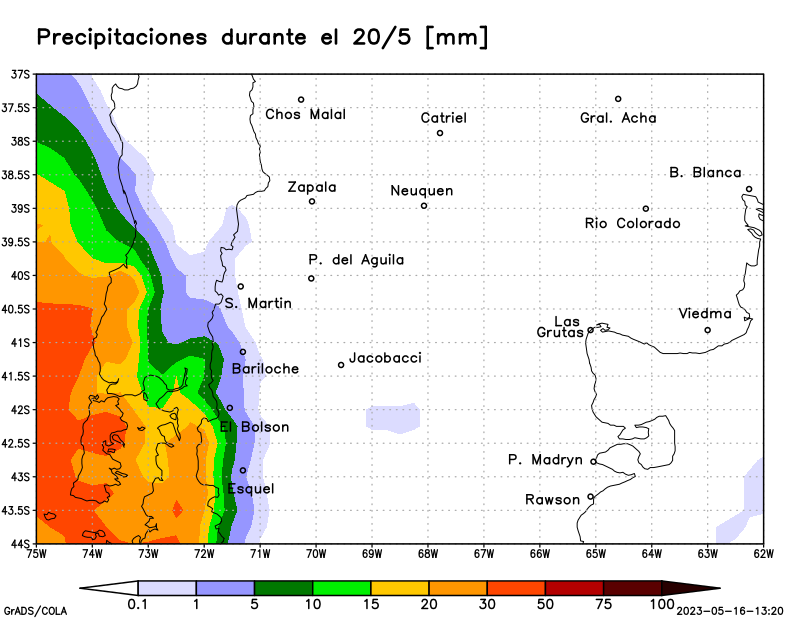 Precipitaciones durante el 20/5 [mm]
37S
37.5S
38S
38.5S
39S
39.5S
40S
40.5S
41S
41.5S
42S
42.5S
43S
43.5S
44S
Chos Malal
Catriel
Gral. Acha
B. Blanca
Zapala
Neuquen
Rio Colorado
P. del Aguila
S. Martin
Viedma
Las
Grutas
Jacobacci
Bariloche
El Bolson
P. Madryn
Esquel
Rawson
75W 74W 73W 72W 71W 70W 69W 68W 67W 66W 65W 64W 63W 62W
0.1 1 5 10 15 20 30 50 75 100
GrADS/COLA
2023-05-16-13:20